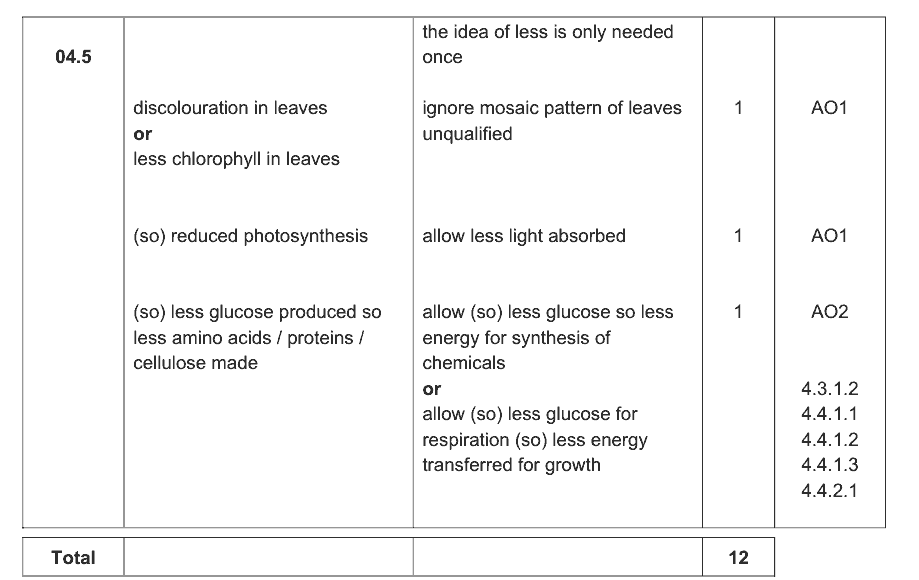 the idea of less is only needed
once
04.5
discolouration in leaves
or
less chlorophyll in leaves
ignore mosaic pattern of leaves
unqualified
1
AO1
(so) reduced photosynthesis
allow less light absorbed
1
AO1
(so) less glucose produced so
less amino acids / proteins /
cellulose made
allow (so) less glucose so less
energy for synthesis of
chemicals
or
allow (so) less glucose for
respiration (so) less energy
transferred for growth
1
AO2
4.3.1.2
4.4.1.1
4.4.1.2
4.4.1.3
4.4.2.1
Total
12